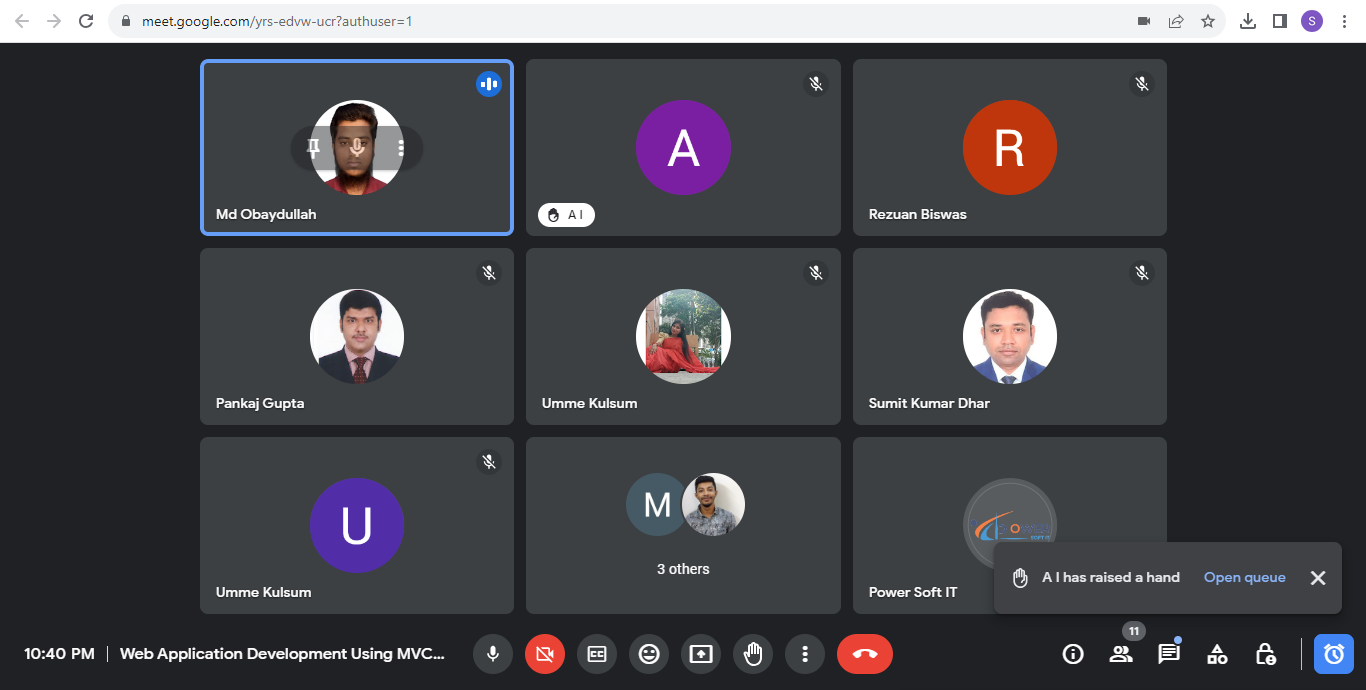 meet.google.com/yrs-edvw-ucr?authuser=1
S
Md Obaydullah
A
A I
R
Rezuan Biswas
Pankaj Gupta
Umme Kulsum
Sumit Kumar Dhar
U
Umme Kulsum
M
3 others
SOFT IT
Power Soft IT
A I has raised a hand
Open queue
11
10:40 PM
Web Application Development Using MVC...